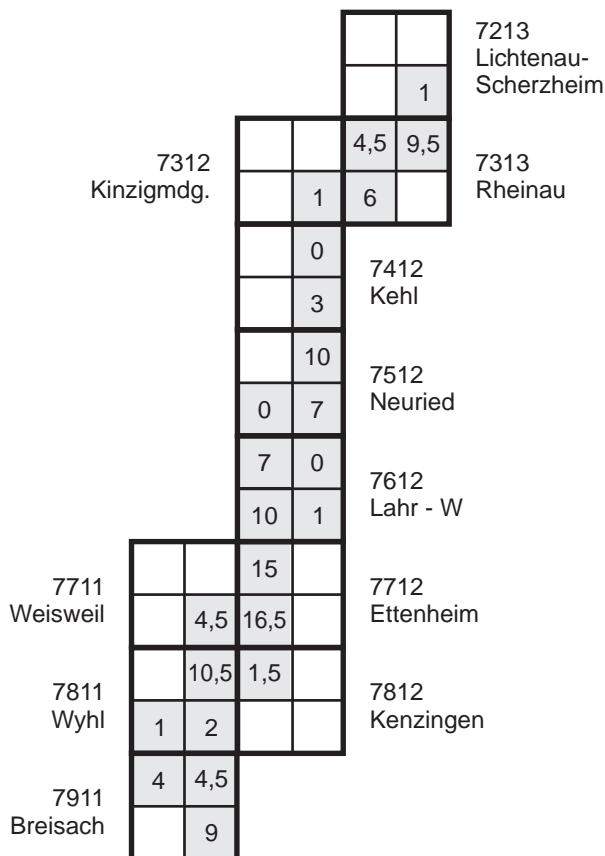 7213
Lichtenau-
Scherzheim
1
7312
Kinzigmdg.
4,5 9,5
7313
Rheinau
1 6
0
7412
Kehl
3
10
7512
Neuried
0 7
7 0
7612
Lahr - W
10 1
7711
Weisweil
15
7712
Ettenheim
4,5 16,5
7811
Wyhl
10,5 1,5
7812
Kenzingen
1 2
7911
Breisach
4 4,5
9